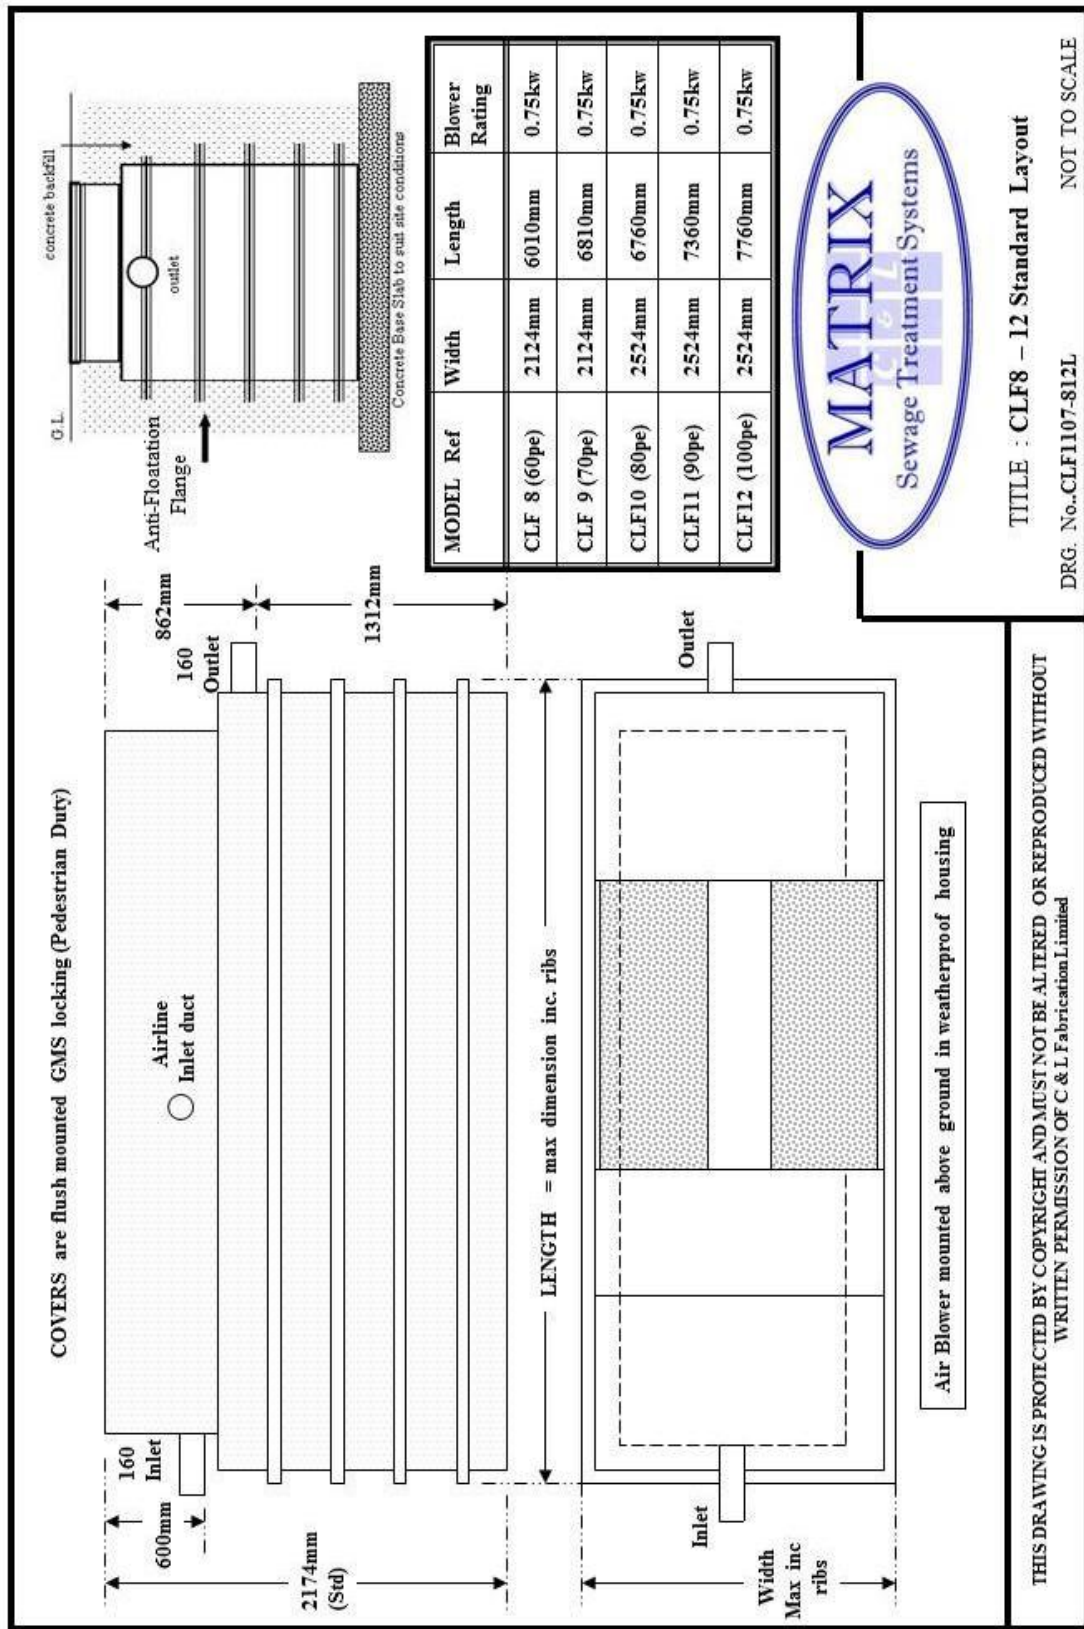 COVERS are flush mounted GMS locking (Pedestrian Duty)
160
Inlet
600mm
2174mm
(Std)
Airline
Inlet duct
160
Outlet
862mm
1312mm
LENGTH = max dimension inc. ribs
Inlet
Outlet
Width
Max inc
ribs
Air Blower mounted above ground in weatherproof housing
G.L.
concrete backfill
Anti-Floatation
Flange
outlet
Concrete Base Slab to suit site conditions
MODEL Ref Width Length Blower Rating
CLF 8 (60pe) 2124mm 6010mm 0.75kw
CLF 9 (70pe) 2124mm 6810mm 0.75kw
CLF10 (80pe) 2524mm 6760mm 0.75kw
CLF11 (90pe) 2524mm 7360mm 0.75kw
CLF12 (100pe) 2524mm 7760mm 0.75kw
C & L
MATRIX
Sewage Treatment Systems
TITLE : CLF8 – 12 Standard Layout
DRG. No..CLF1107-812L NOT TO SCALE
THIS DRAWING IS PROTECTED BY COPYRIGHT AND MUST NOT BE ALTERED OR REPRODUCED WITHOUT
WRITTEN PERMISSION OF C & L Fabrication Limited